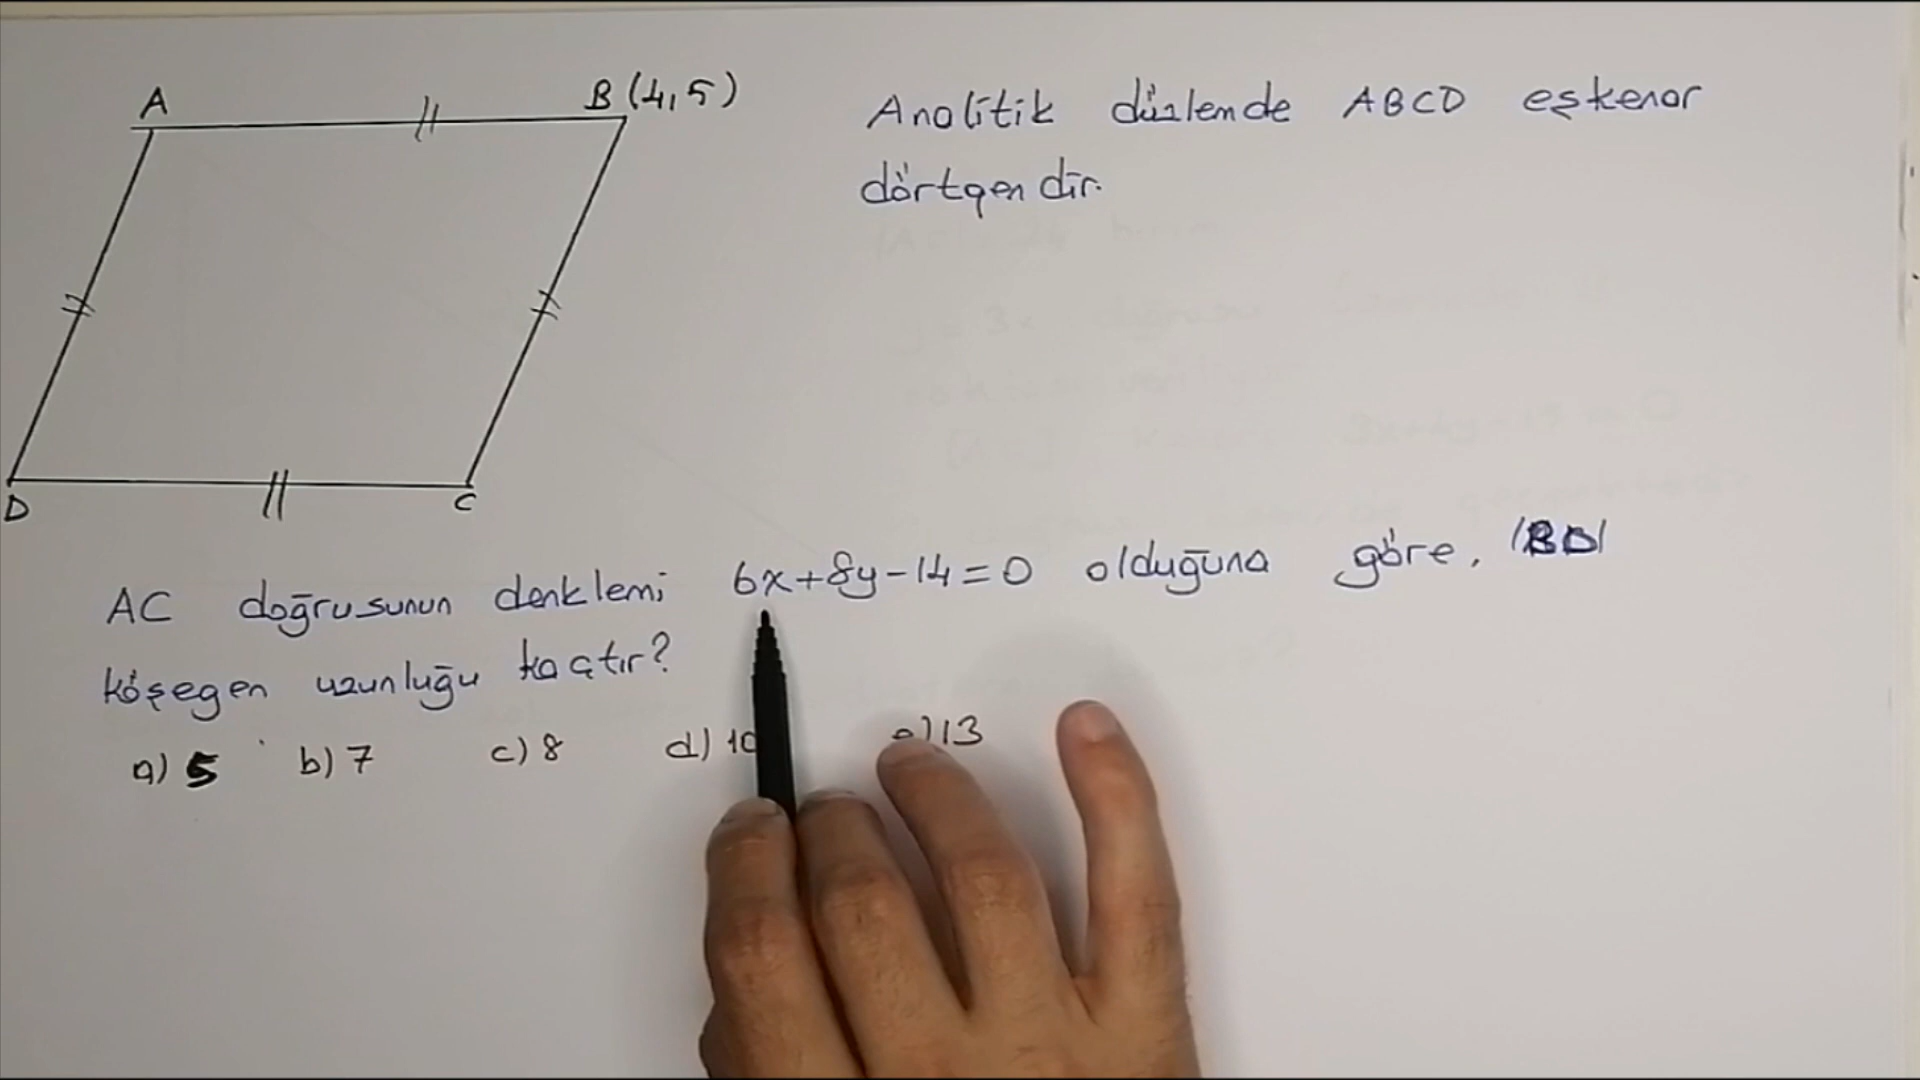 A
B (4,5)
Analitik düzlemde ABCD eşkenar
dörtgendir.
D
C
AC doğrusunun denklemi 6x+8y-14=0 olduğuna göre, |BD|
köşegen uzunluğu kaçtır?
a) 5 b) 7 c) 8 d) 10 e) 13